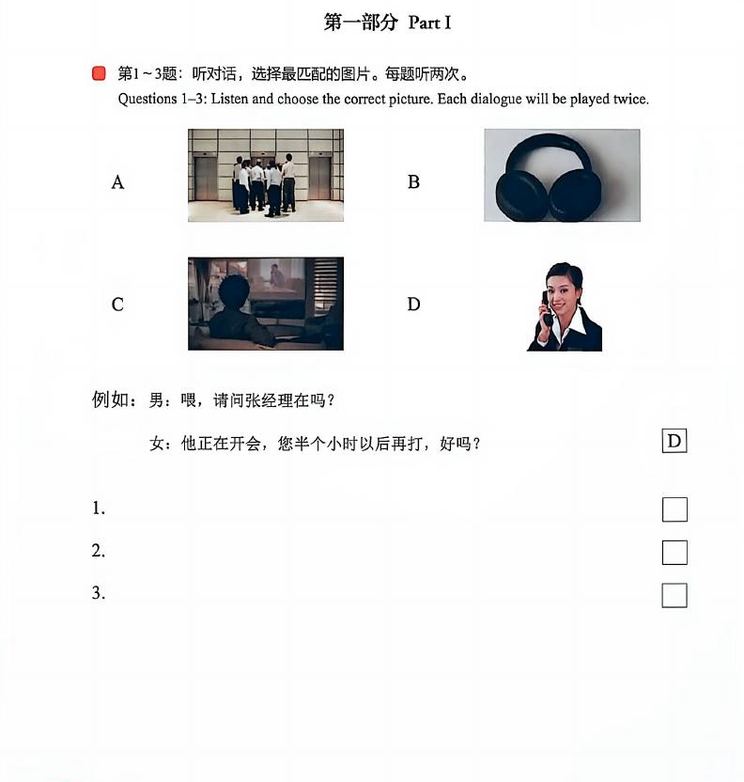 第一部分 Part I
第1~3题：听对话，选择最匹配的图片。每题听两次。
Questions 1–3: Listen and choose the correct picture. Each dialogue will be played twice.
A
B
C
D
例如：男：喂，请问张经理在吗？
女：他正在开会，您半个小时以后再打，好吗？
D
1.
2.
3.